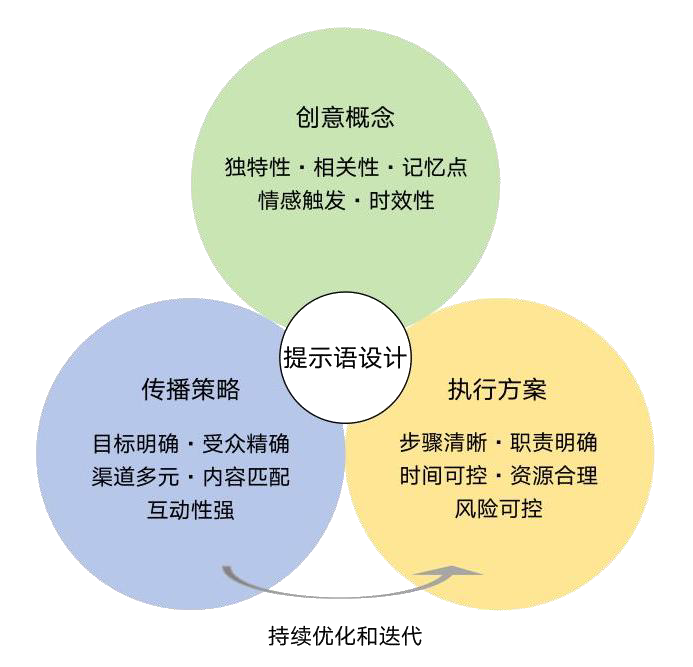 创意概念
独特性·相关性·记忆点
情感触发·时效性
提示语设计
传播策略
目标明确·受众精确
渠道多元·内容匹配
互动性强
执行方案
步骤清晰·职责明确
时间可控·资源合理
风险可控
持续优化和迭代